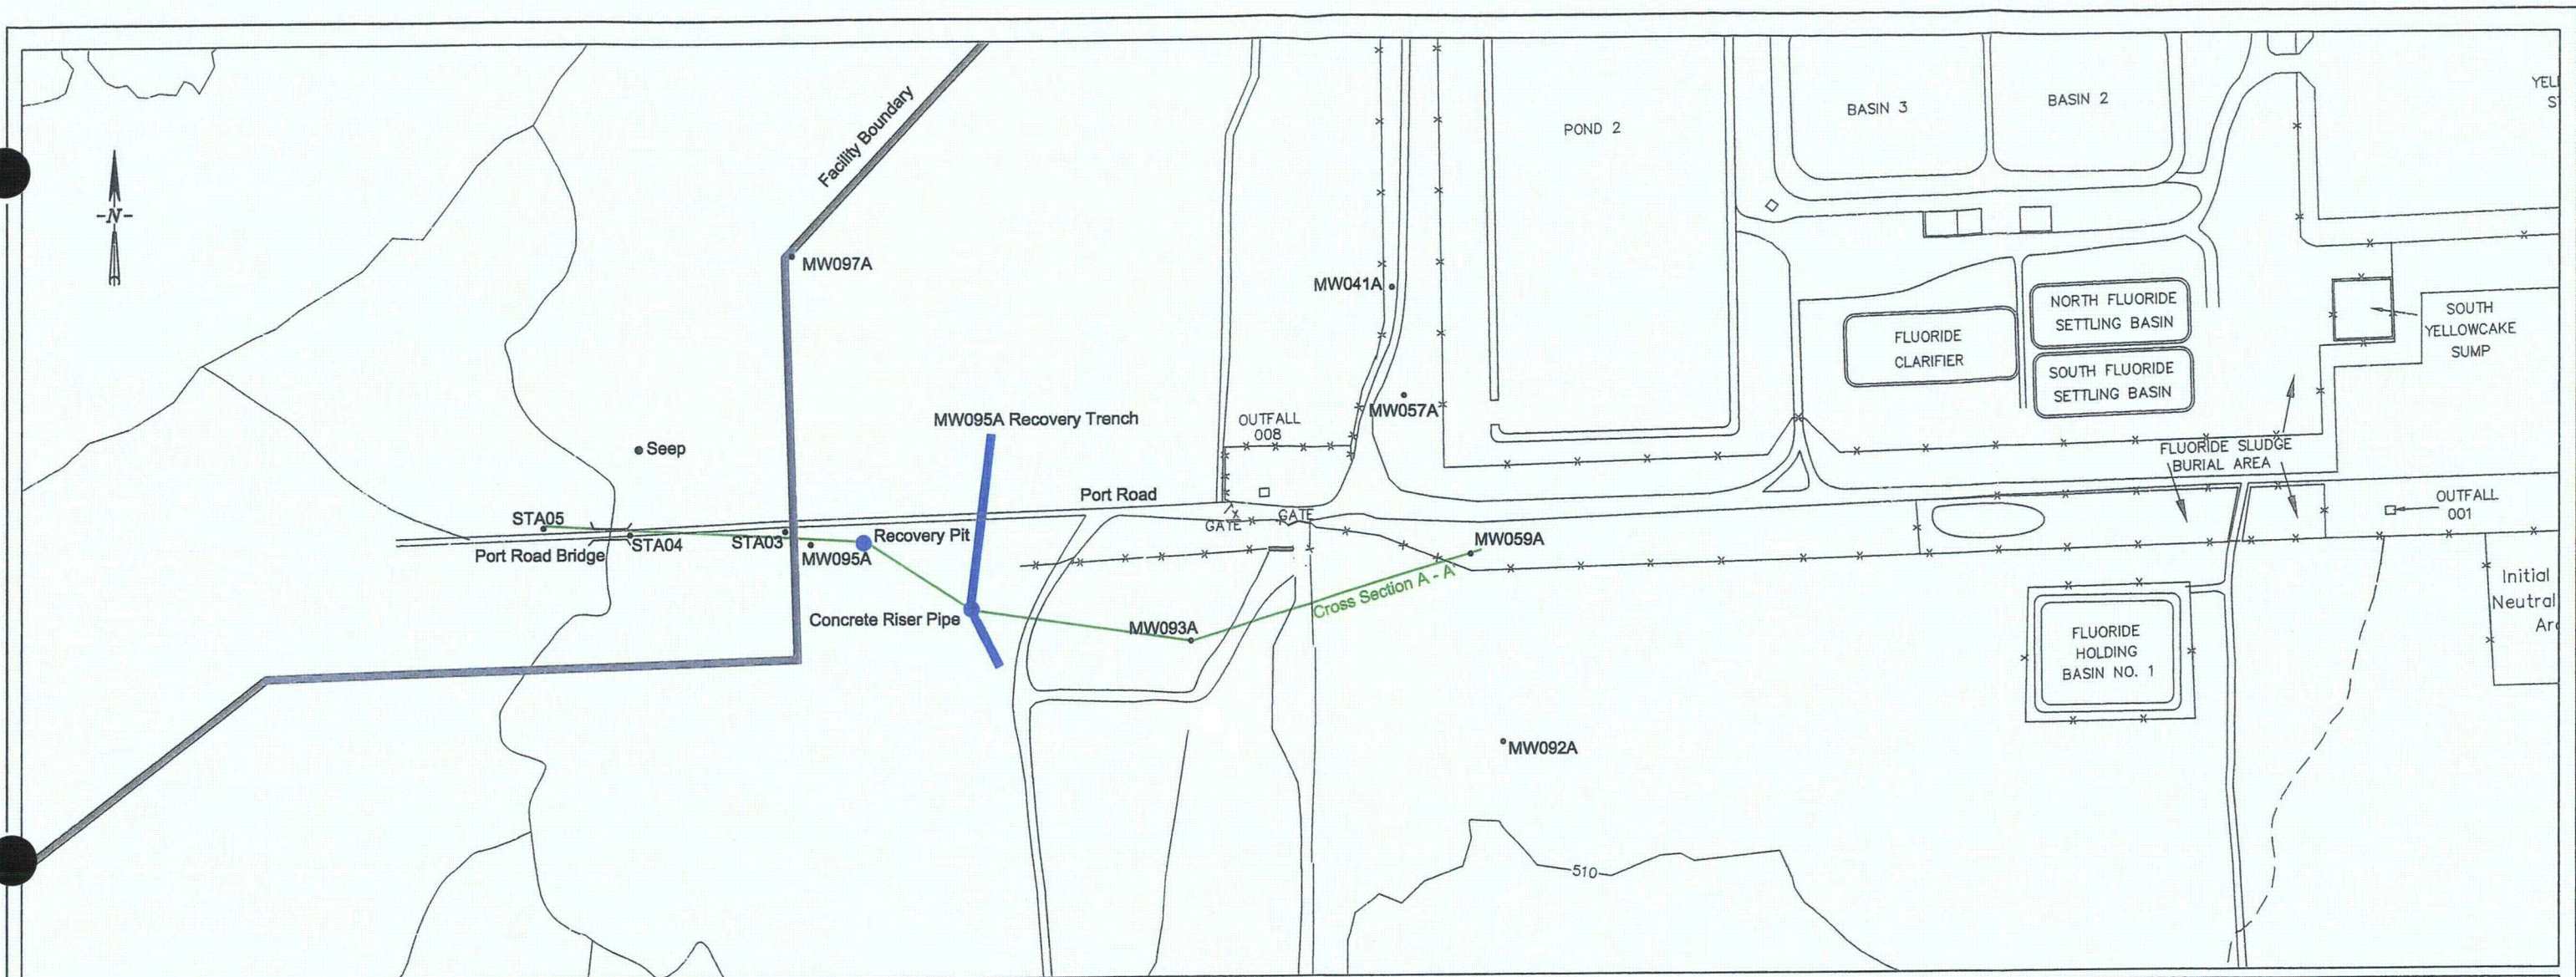 Facility Boundary
-N-
MW097A
Seep
STA05
Port Road Bridge
STA04
STA03
MW095A
Recovery Pit
MW095A Recovery Trench
Concrete Riser Pipe
Port Road
MW093A
Cross Section A - A'
MW059A
MW092A
510
OUTFALL
008
GATE
GATE
MW041A
MW057A
POND 2
BASIN 3
BASIN 2
FLUORIDE
CLARIFIER
NORTH FLUORIDE
SETTLING BASIN
SOUTH FLUORIDE
SETTLING BASIN
SOUTH
YELLOWCAKE
SUMP
FLUORIDE SLUDGE
BURIAL AREA
OUTFALL
001
FLUORIDE
HOLDING
BASIN NO. 1
Initial
Neutral